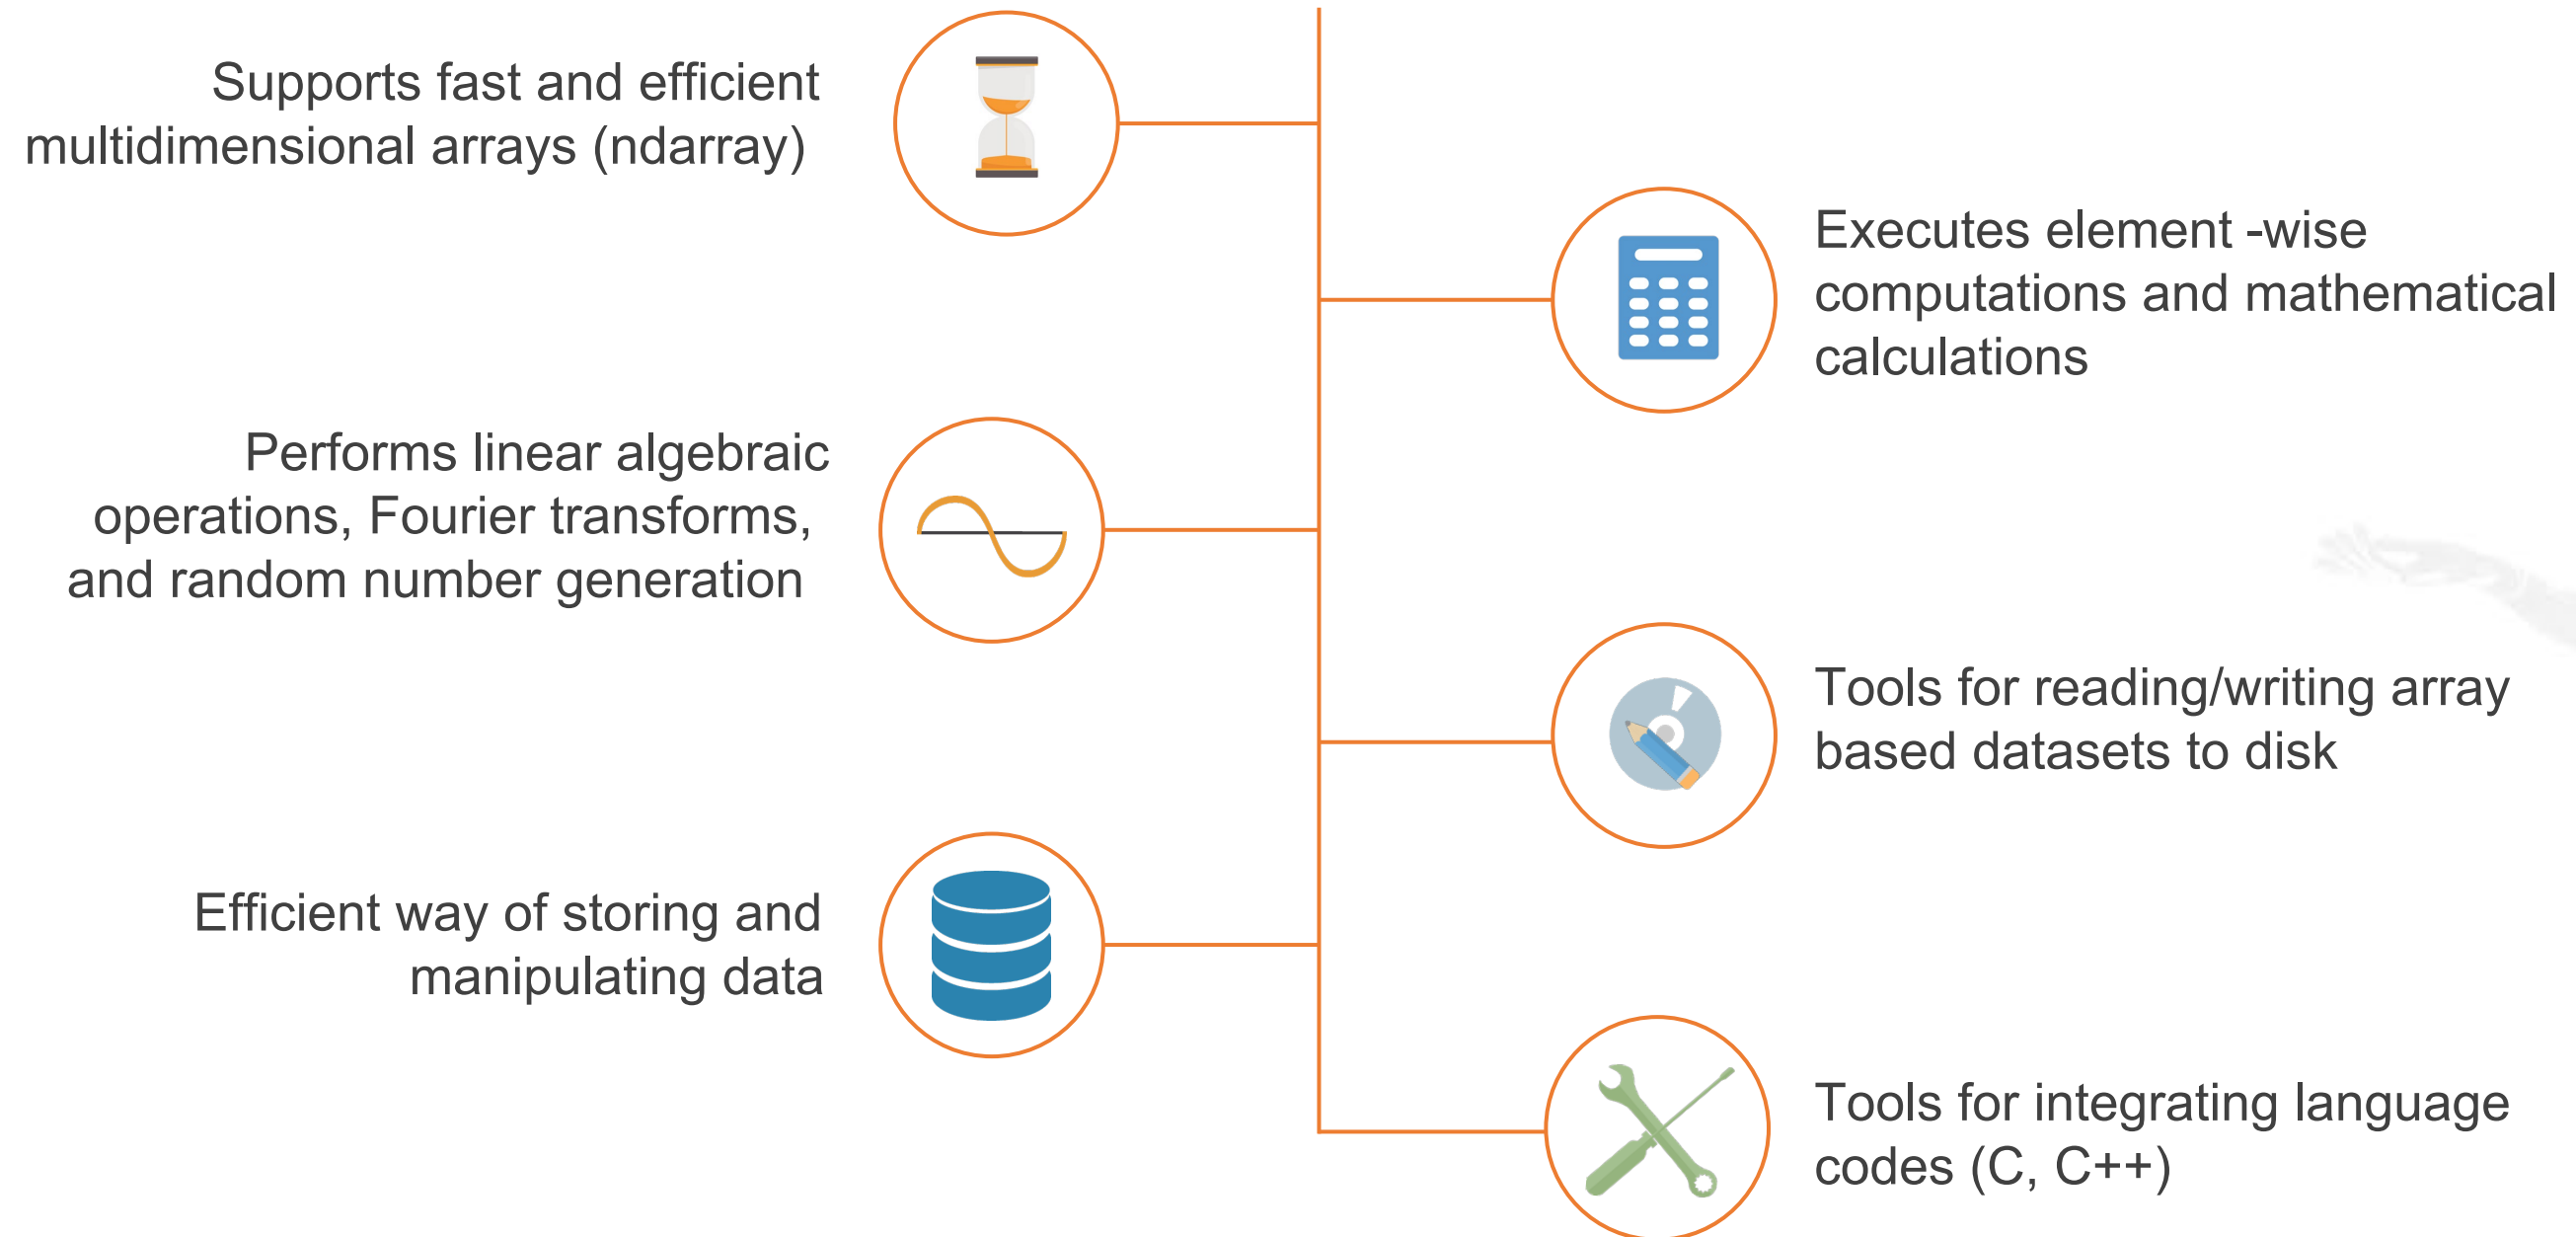 Supports fast and efficient
multidimensional arrays (ndarray)
Executes element -wise
computations and mathematical
calculations
Performs linear algebraic
operations, Fourier transforms,
and random number generation
Tools for reading/writing array
based datasets to disk
Efficient way of storing and
manipulating data
Tools for integrating language
codes (C, C++)